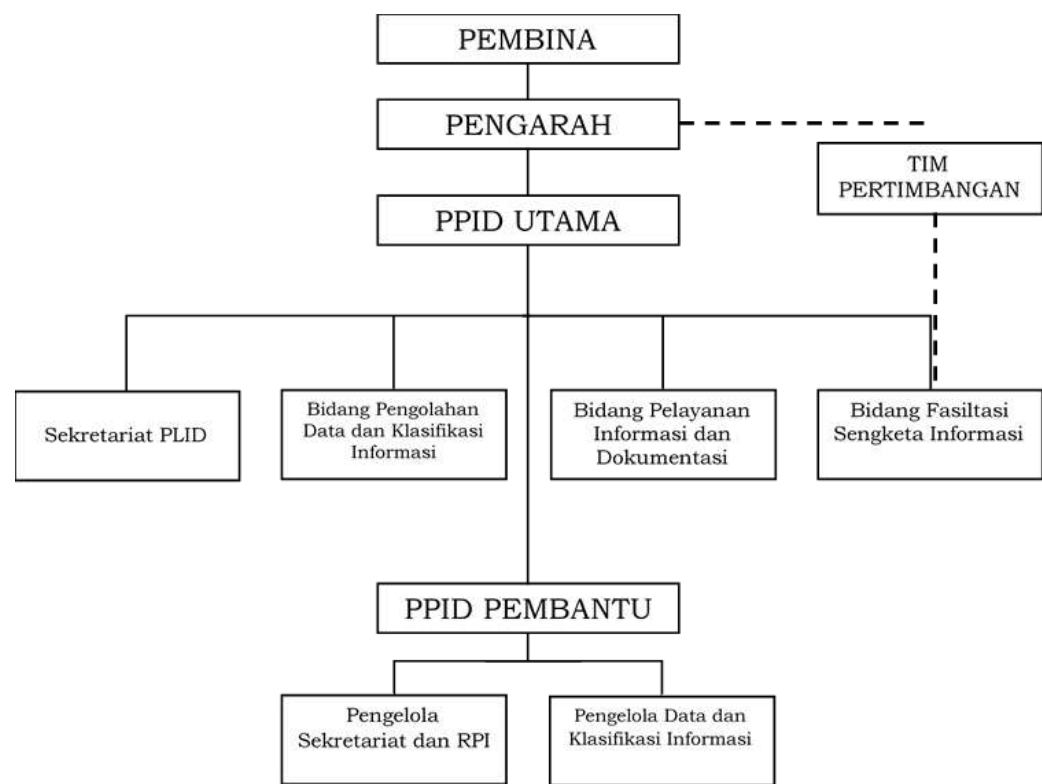 PEMBINA
PENGARAH
TIM
PERTIMBANGAN
PPID UTAMA
Sekretariat PLID
Bidang Pengolahan
Data dan Klasifikasi
Informasi
Bidang Pelayanan
Informasi dan
Dokumentasi
Bidang Fasiltasi
Sengketa Informasi
PPID PEMBANTU
Pengelola
Sekretariat dan RPI
Pengelola Data dan
Klasifikasi Informasi